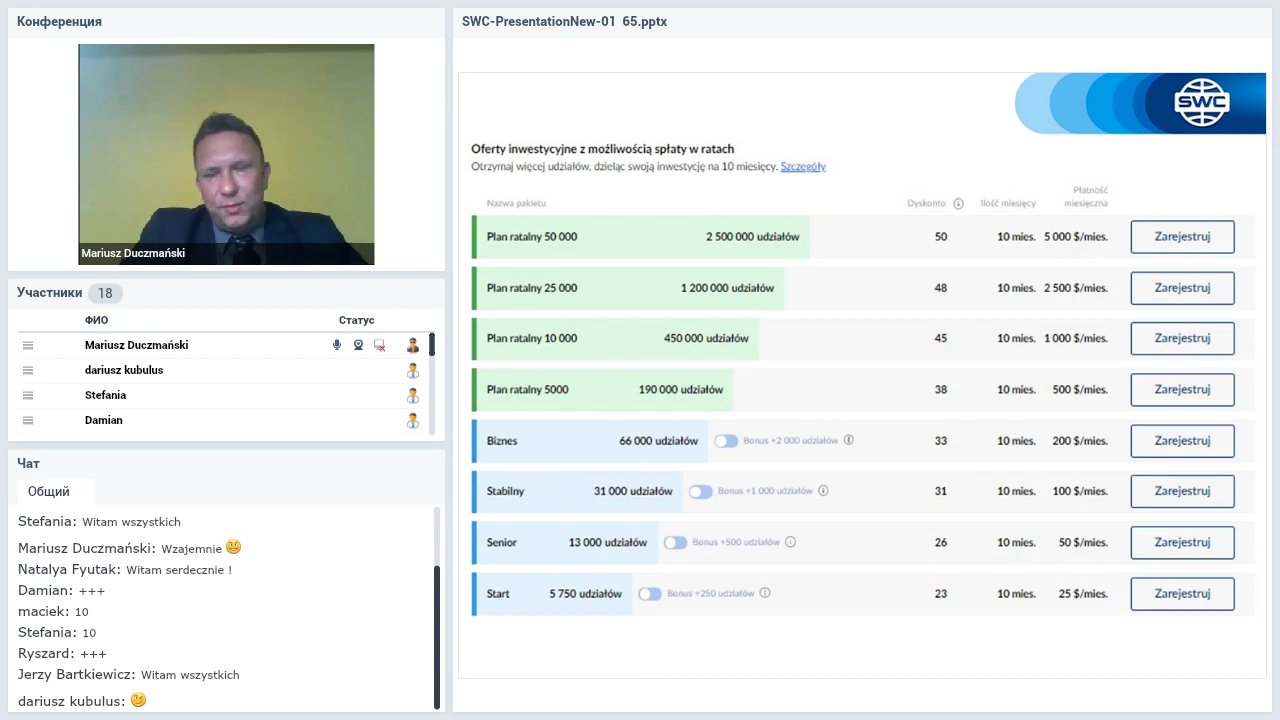 Конференция
Mariusz Duczmański
Участники 18
ФИО Статус
Mariusz Duczmański
dariusz kubulus
Stefania
Damian
Чат
Общий
Stefania: Witam wszystkich
Mariusz Duczmański: Wzajemnie
Natalya Fyutak: Witam serdecznie !
Damian: +++
maciek: 10
Stefania: 10
Ryszard: +++
Jerzy Bartkiewicz: Witam wszystkich
dariusz kubulus:
SWC-PresentationNew-01 65.pptx
SWC
Oferty inwestycyjne z możliwością spłaty w ratach
Otrzymaj więcej udziałów, dzieląc swoją inwestycję na 10 miesięcy. Szczegóły
Nazwa pakietu Dyskonto Ilość miesięcy Płatność miesięczna
Plan ratalny 50 000 2 500 000 udziałów 50 10 mies. 5 000 $/mies. Zarejestruj
Plan ratalny 25 000 1 200 000 udziałów 48 10 mies. 2 500 $/mies. Zarejestruj
Plan ratalny 10 000 450 000 udziałów 45 10 mies. 1 000 $/mies. Zarejestruj
Plan ratalny 5000 190 000 udziałów 38 10 mies. 500 $/mies. Zarejestruj
Biznes 66 000 udziałów Bonus +2 000 udziałów 33 10 mies. 200 $/mies. Zarejestruj
Stabilny 31 000 udziałów Bonus +1 000 udziałów 31 10 mies. 100 $/mies. Zarejestruj
Senior 13 000 udziałów Bonus +500 udziałów 26 10 mies. 50 $/mies. Zarejestruj
Start 5 750 udziałów Bonus +250 udziałów 23 10 mies. 25 $/mies. Zarejestruj